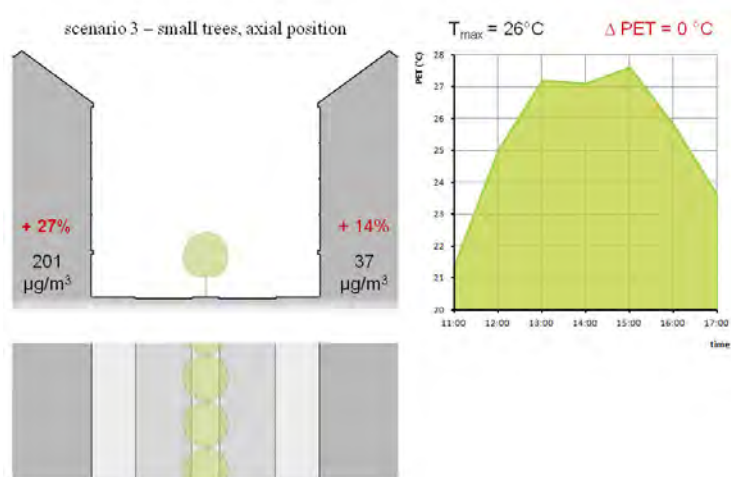 scenario 3 – small trees, axial position
+ 27%
201
µg/m³
+ 14%
37
µg/m³
Tmax = 26°C
Δ PET = 0 °C
PET (°C)
28
27
26
25
24
23
22
21
20
11:00 12:00 13:00 14:00 15:00 16:00 17:00
time